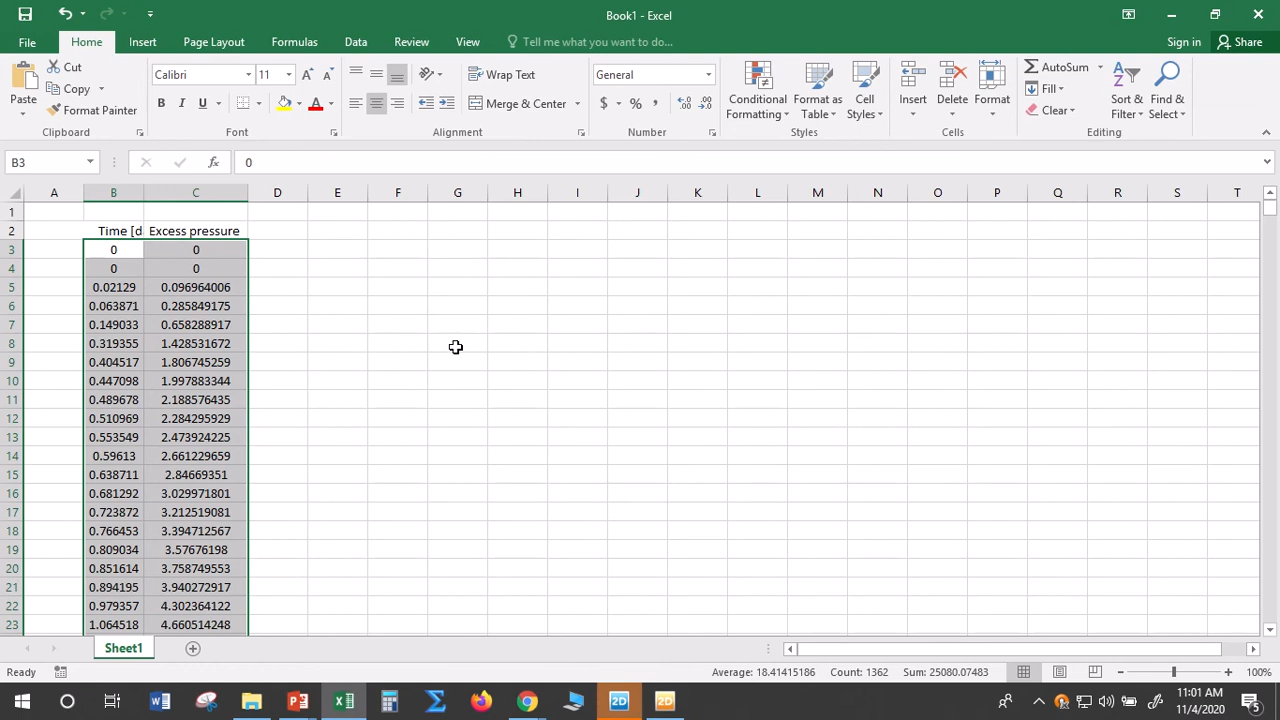 Book1 - Excel
File Home Insert Page Layout Formulas Data Review View Tell me what you want to do... Sign in Share
Paste Cut Copy Format Painter Clipboard
Calibri 11 A A B I U A Font
Wrap Text Merge & Center Alignment
General $ % , Number
Conditional Formatting Format as Table Cell Styles Styles
Insert Delete Format Cells
AutoSum Fill Clear Sort & Filter Find & Select Editing
B3 fx 0
A B C D E F G H I J K L M N O P Q R S T
1
2 Time [d Excess pressure
3 0 0
4 0 0
5 0.02129 0.096964006
6 0.063871 0.285849175
7 0.149033 0.658288917
8 0.319355 1.428531672
9 0.404517 1.806745259
10 0.447098 1.997883344
11 0.489678 2.188576435
12 0.510969 2.284295929
13 0.553549 2.473924225
14 0.59613 2.661229659
15 0.638711 2.84669351
16 0.681292 3.029971801
17 0.723872 3.212519081
18 0.766453 3.394712567
19 0.809034 3.57676198
20 0.851614 3.758749553
21 0.894195 3.940272917
22 0.979357 4.302364122
23 1.064518 4.660514248
Sheet1
Ready Average: 18.41415186 Count: 1362 Sum: 25080.07483 100%
2D 2D 11:01 AM
11/4/2020 5